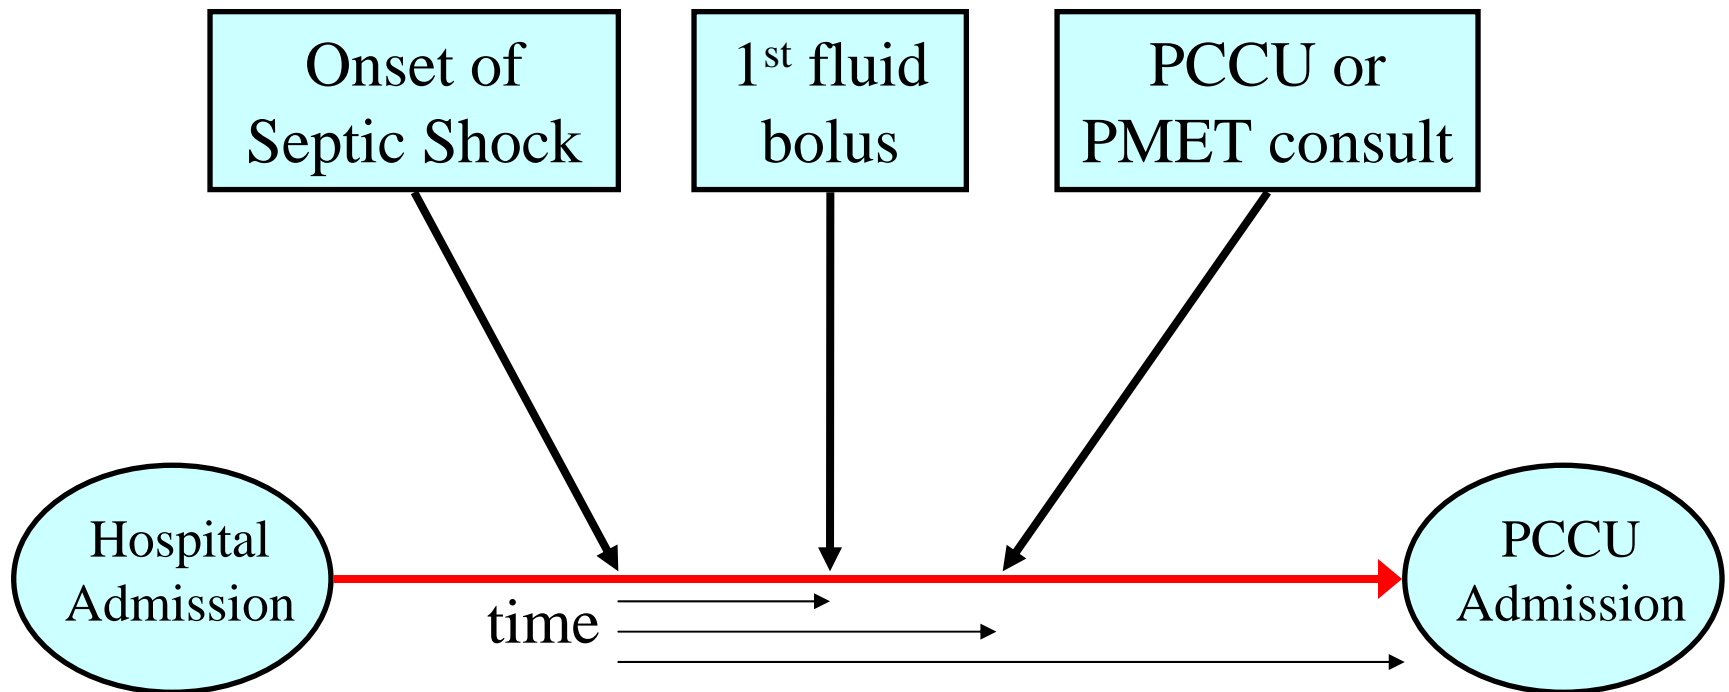 Onset of
Septic Shock
1st fluid
bolus
PCCU or
PMET consult
Hospital
Admission
time
PCCU
Admission